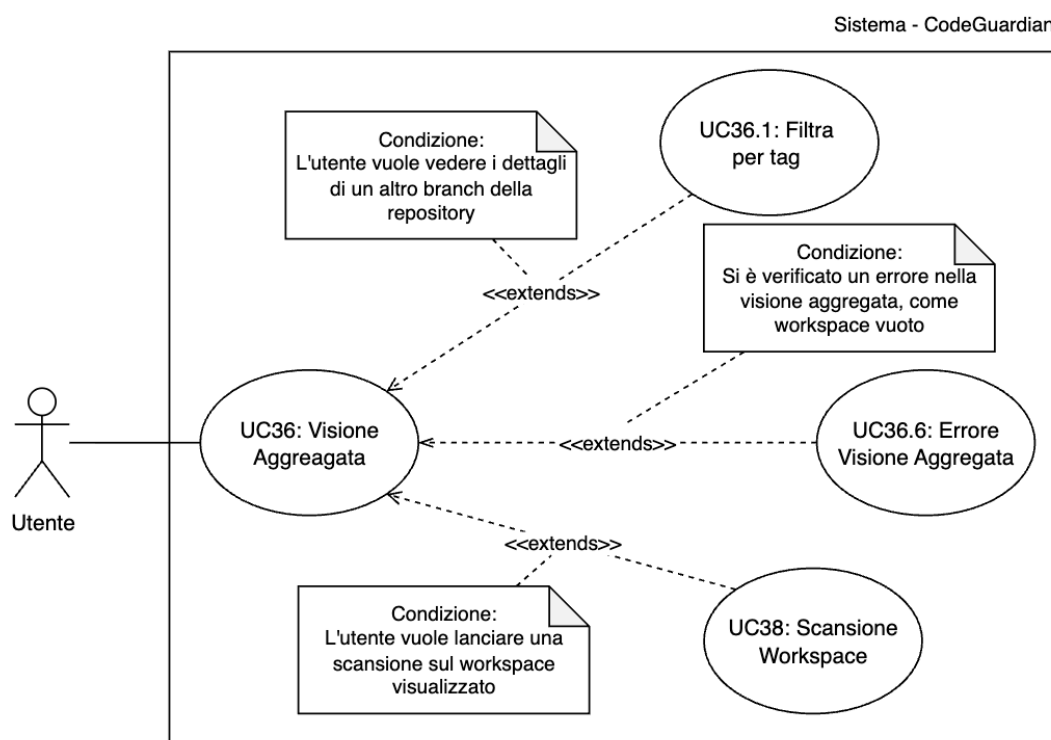 Sistema - CodeGuardian
Condizione:
L'utente vuole vedere i dettagli
di un altro branch della
repository
UC36.1: Filtra
per tag
<<extends>>
Condizione:
Si è verificato un errore nella
visione aggregata, come
workspace vuoto
Utente
UC36: Visione
Aggreagata
<<extends>>
UC36.6: Errore
Visione Aggregata
<<extends>>
Condizione:
L'utente vuole lanciare una
scansione sul workspace
visualizzato
UC38: Scansione
Workspace